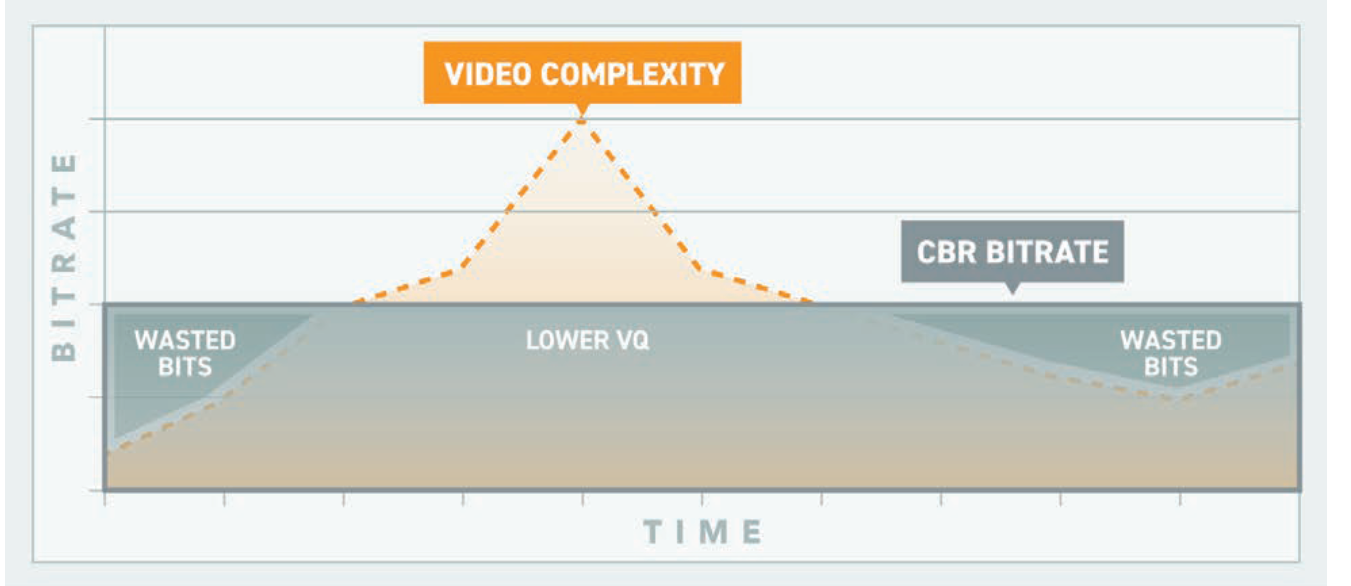 VIDEO COMPLEXITY
BITRATE
CBR BITRATE
WASTED
BITS
LOWER VQ
WASTED
BITS
TIME